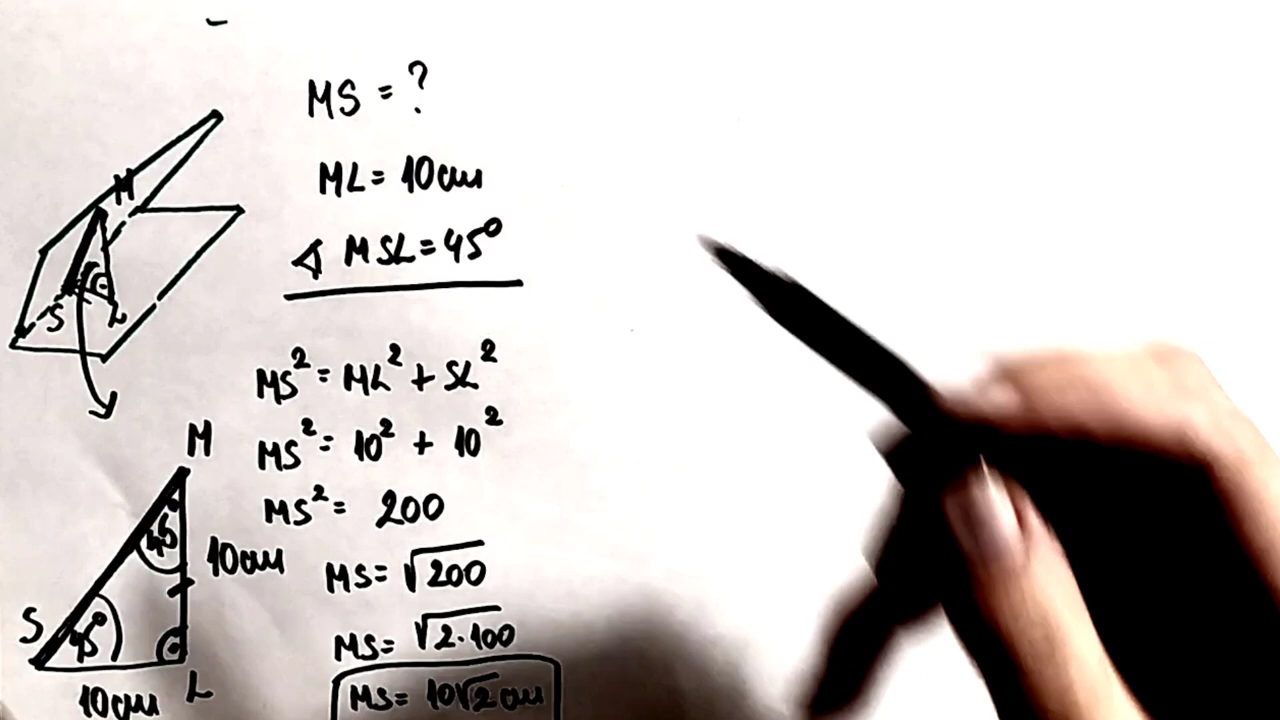 MS = ?
ML = 10cm
∢ MSL = 45°
M
S L
MS² = ML² + SL²
MS² = 10² + 10²
MS² = 200
MS = √200
MS = √2·100
MS = 10√2 cm
M
45
10cm
S
45°
L
10cm